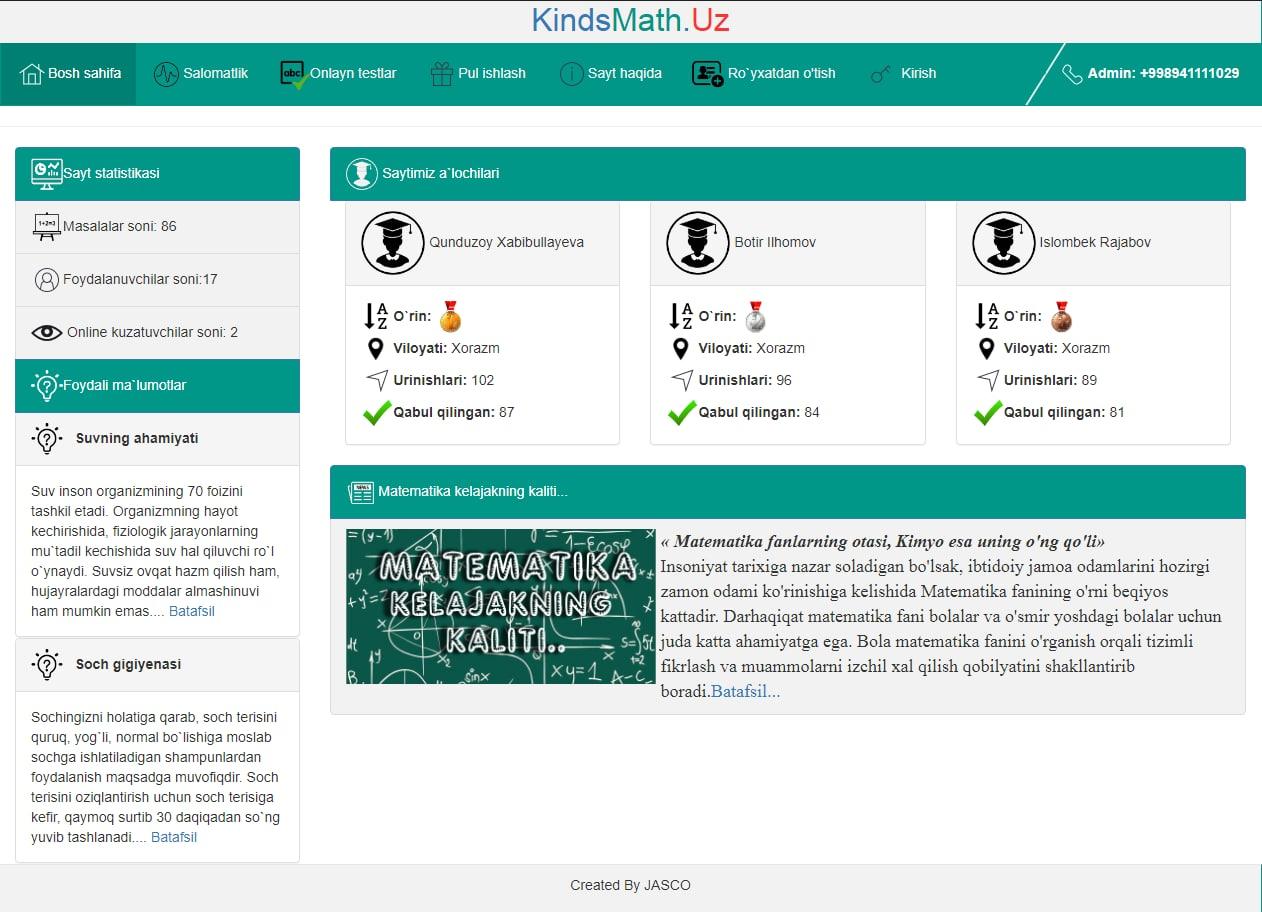 KindsMath.Uz
Bosh sahifa
Salomatlik
abc
Onlayn testlar
Pul ishlash
Sayt haqida
Ro`yxatdan o'tish
Kirish
Admin: +998941111029
Sayt statistikasi
1+2=3
Masalalar soni: 86
Foydalanuvchilar soni:17
Online kuzatuvchilar soni: 2
Foydali ma`lumotlar
Suvning ahamiyati
Suv inson organizmining 70 foizini
tashkil etadi. Organizmning hayot
kechirishida, fiziologik jarayonlarning
mu`tadil kechishida suv hal qiluvchi ro`l
o`ynaydi. Suvsiz ovqat hazm qilish ham,
hujayralardagi moddalar almashinuvi
ham mumkin emas.... Batafsil
Soch gigiyenasi
Sochingizni holatiga qarab, soch terisini
quruq, yog`li, normal bo`lishiga moslab
sochga ishlatiladigan shampunlardan
foydalanish maqsadga muvofiqdir. Soch
terisini oziqlantirish uchun soch terisiga
kefir, qaymoq surtib 30 daqiqadan so`ng
yuvib tashlanadi.... Batafsil
Saytimiz a`lochilari
Qunduzoy Xabibullayeva
A
Z
O`rin:
Viloyati: Xorazm
Urinishlari: 102
Qabul qilingan: 87
Botir Ilhomov
A
Z
O`rin:
Viloyati: Xorazm
Urinishlari: 96
Qabul qilingan: 84
Islombek Rajabov
A
Z
O`rin:
Viloyati: Xorazm
Urinishlari: 89
Qabul qilingan: 81
NEWS
Matematika kelajakning kaliti...
MATEMATIKA
KELAJAKNING
KALITI..
« Matematika fanlarning otasi, Kimyo esa uning o'ng qo'li»
Insoniyat tarixiga nazar soladigan bo'lsak, ibtidoiy jamoa odamlarini hozirgi
zamon odami ko'rinishiga kelishida Matematika fanining o'rni beqiyos
kattadir. Darhaqiqat matematika fani bolalar va o'smir yoshdagi bolalar uchun
juda katta ahamiyatga ega. Bola matematika fanini o'rganish orqali tizimli
fikrlash va muammolarni izchil xal qilish qobilyatini shakllantirib
boradi.Batafsil...
Created By JASCO